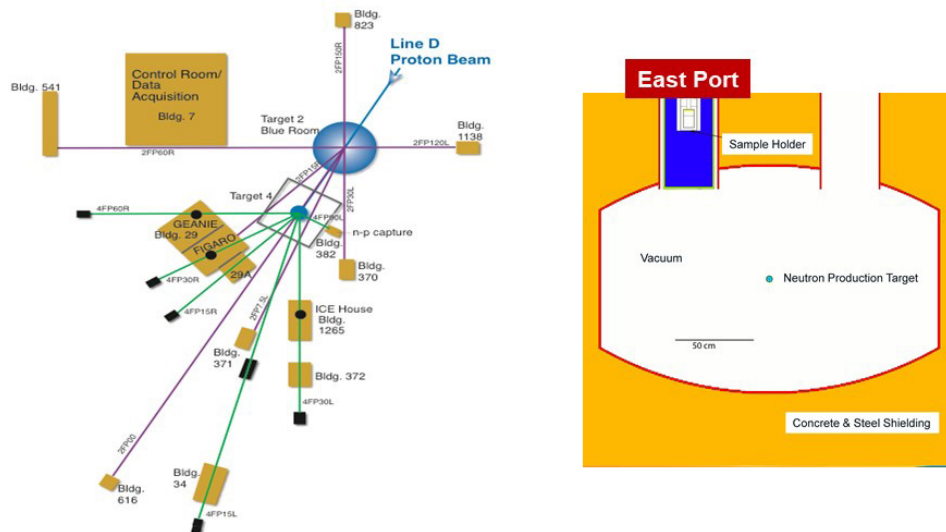 Bldg.
823
Line D
Proton Beam
2FP150R
Control Room/
Data
Acquisition
Bldg. 7
Bldg. 541
Target 2
Blue Room
Bldg.
1138
2FP60R
2FP120L
2FP15R
2FP30L
Target 4
4FP60R
4FP90L
GEANIE
Bldg. 29
FIGARO
n-p capture
Bldg.
382
29A
Bldg.
370
4FP30R
4FP15R
2FP7.5L
ICE House
Bldg.
1265
Bldg.
371
Bldg. 372
4FP30L
2FP00
Bldg.
616
Bldg.
34
4FP15L
East Port
Sample Holder
Vacuum
Neutron Production Target
50 cm
Concrete & Steel Shielding